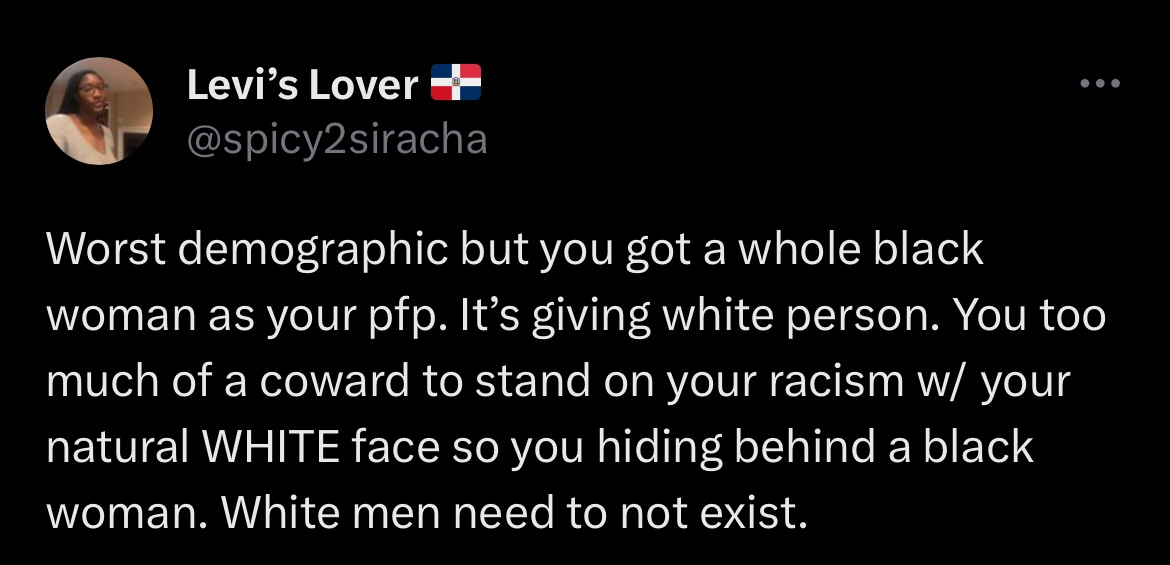 Levi’s Lover 🇩🇴
@spicy2siracha
Worst demographic but you got a whole black
woman as your pfp. It’s giving white person. You too
much of a coward to stand on your racism w/ your
natural WHITE face so you hiding behind a black
woman. White men need to not exist.